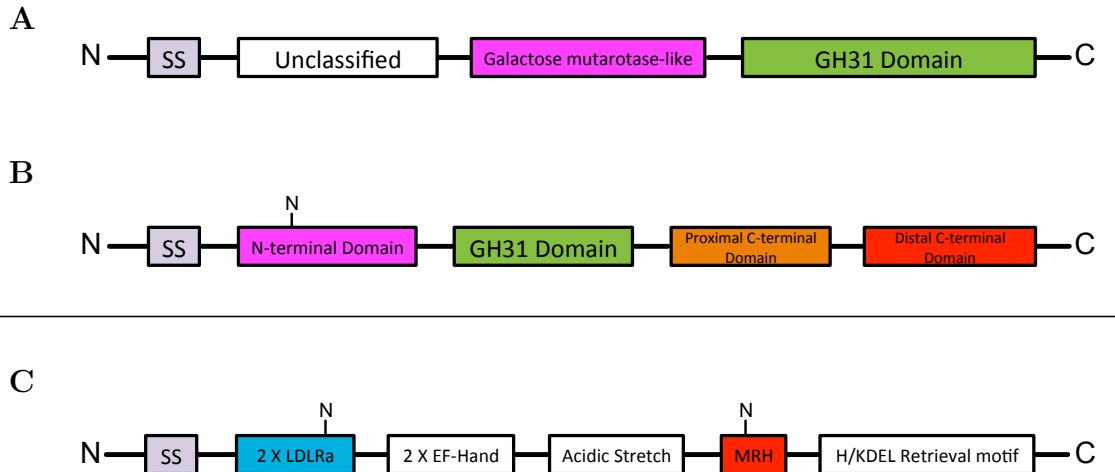 A
N SS Unclassified Galactose mutarotase-like GH31 Domain C
B
N
N SS N-terminal Domain GH31 Domain Proximal C-terminal Domain Distal C-terminal Domain C
C
N N
N SS 2 X LDLRa 2 X EF-Hand Acidic Stretch MRH H/KDEL Retrieval motif C